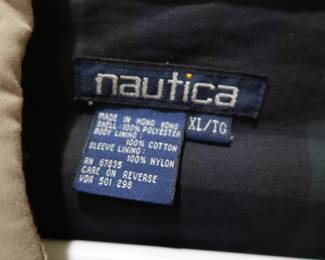 nautica
XL/TG
MADE IN HONG KONG
SHELL:100% POLYESTER
BODY LINING:
100% COTTON
SLEEVE LINING:
100% NYLON
RN 67835
CARE ON REVERSE
VDR 501 298